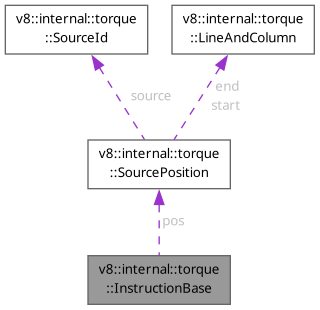 v8::internal::torque
::SourceId
v8::internal::torque
::LineAndColumn
source
end
start
v8::internal::torque
::SourcePosition
pos
v8::internal::torque
::InstructionBase